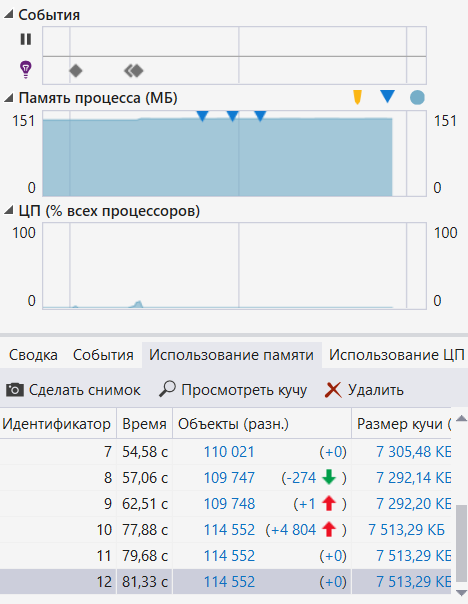 События
Память процесса (МБ)
151 151
0 0
ЦП (% всех процессоров)
100 100
0 0
Сводка События Использование памяти Использование ЦП
Сделать снимок Просмотреть кучу Удалить
Идентификатор Время Объекты (разн.) Размер кучи (
7 54,58 с 110 021 (+0) 7 305,48 КБ
8 57,06 с 109 747 (-274 ) 7 292,14 КБ
9 62,51 с 109 748 (+1 ) 7 292,20 КБ
10 77,88 с 114 552 (+4 804 ) 7 513,29 КБ
11 79,68 с 114 552 (+0) 7 513,29 КБ
12 81,33 с 114 552 (+0) 7 513,29 КБ